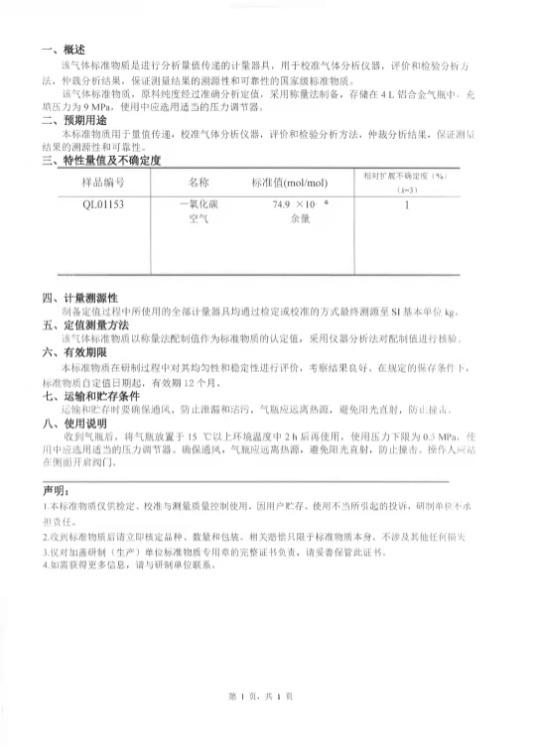 一、概述
该气体标准物质是进行分析量值传递的计量器具，用于校准气体分析仪器，评价和检验分析方
法，仲裁分析结果，保证测量结果的溯源性和可靠性的国家级标准物质。
该气体标准物质，原料纯度经过准确分析定值，采用称量法制备，存储在 4 L 铝合金气瓶中，充
填压力为 9 MPa，使用中应选用适当的压力调节器。
二、预期用途
本标准物质用于量值传递，校准气体分析仪器，评价和检验分析方法，仲裁分析结果，保证测量
结果的溯源性和可靠性。
三、特性量值及不确定度
样品编号 名称 标准值(mol/mol) 相对扩展不确定度（%）
（k=3）
QL01153 一氧化碳 74.9 ×10⁻⁶ 1
空气 余量
四、计量溯源性
制备定值过程中所使用的全部计量器具均通过检定或校准的方式最终溯源至 SI 基本单位 kg。
五、定值测量方法
该气体标准物质以称量法配制值作为标准物质的认定值，采用仪器分析法对配制值进行核验。
六、有效期限
本标准物质在研制过程中对其均匀性和稳定性进行评价，考察结果良好。在规定的保存条件下，
标准物质自定值日期起，有效期 12 个月。
七、运输和贮存条件
运输和贮存时要确保通风，防止泄漏和沾污，气瓶应远离热源，避免阳光直射，防止撞击。
八、使用说明
收到气瓶后，将气瓶放置于 15 ℃以上环境温度中 2 h 后再使用，使用压力下限为 0.3 MPa。使
用中应选用适当的压力调节器。确保通风，气瓶应远离热源，避免阳光直射，防止撞击。操作人应站
在侧面开启阀门。
声明：
1.本标准物质仅供检定、校准与测量质量控制使用。因用户贮存、使用不当所引起的投诉，研制单位不承
担责任。
2.收到标准物质后请立即核定品种、数量和包装。相关赔偿只限于标准物质本身，不涉及其他任何损失
3.仅对加盖研制（生产）单位标准物质专用章的完整证书负责，请妥善保管此证书。
4.如需获得更多信息，请与研制单位联系。
第 1 页，共 1 页